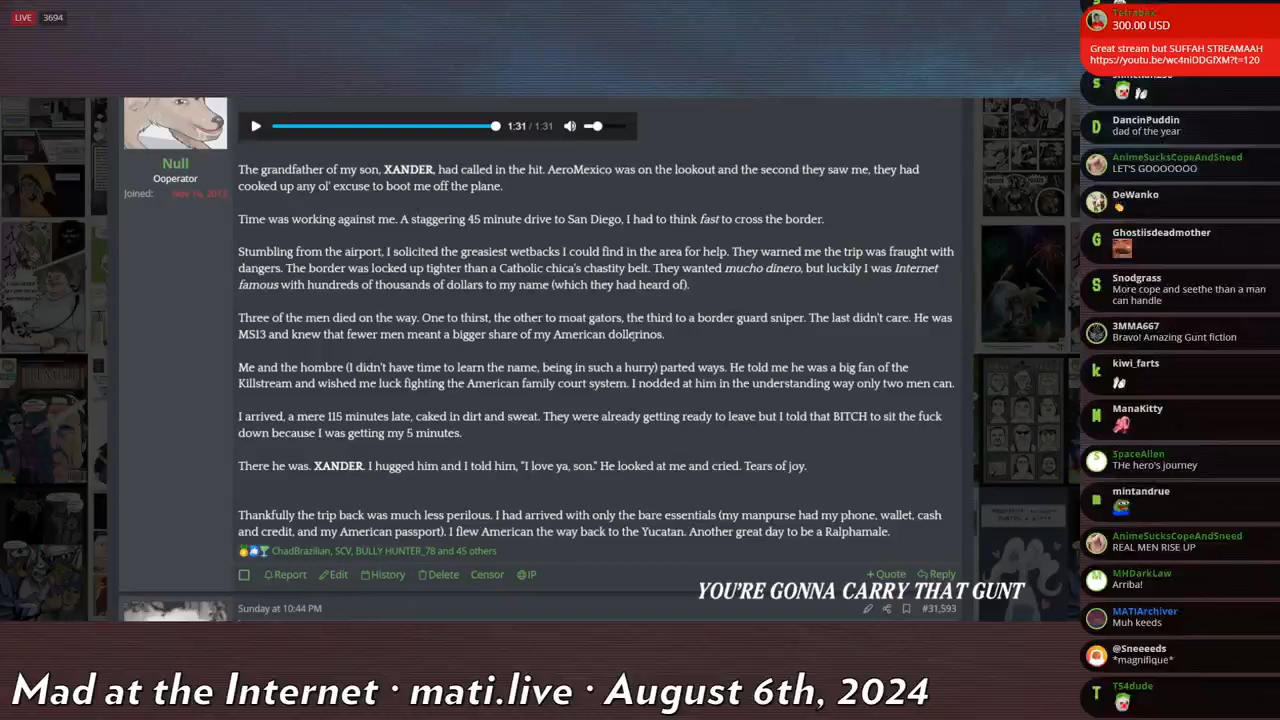 LIVE 3694
1:31 / 1:31
Null
Ooperator
Joined: Nov 14, 2012
The grandfather of my son, XANDER, had called in the hit. AeroMexico was on the lookout and the second they saw me, they had
cooked up any ol' excuse to boot me off the plane.
Time was working against me. A staggering 45 minute drive to San Diego, I had to think fast to cross the border.
Stumbling from the airport, I solicited the greasiest wetbacks I could find in the area for help. They warned me the trip was fraught with
dangers. The border was locked up tighter than a Catholic chica's chastity belt. They wanted mucho dinero, but luckily I was Internet
famous with hundreds of thousands of dollars to my name (which they had heard of).
Three of the men died on the way. One to thirst, the other to moat gators, the third to a border guard sniper. The last didn't care. He was
MS13 and knew that fewer men meant a bigger share of my American dollerinos.
Me and the hombre (I didn't have time to learn the name, being in such a hurry) parted ways. He told me he was a big fan of the
Killstream and wished me luck fighting the American family court system. I nodded at him in the understanding way only two men can.
I arrived, a mere 115 minutes late, caked in dirt and sweat. They were already getting ready to leave but I told that BITCH to sit the fuck
down because I was getting my 5 minutes.
There he was. XANDER. I hugged him and I told him, "I love ya, son." He looked at me and cried. Tears of joy.
Thankfully the trip back was much less perilous. I had arrived with only the bare essentials (my manpurse had my phone, wallet, cash
and credit, and my American passport). I flew American the way back to the Yucatan. Another great day to be a Ralphamale.
ChadBrazilian, SCV, BULLY HUNTER_78 and 45 others
Report Edit History Delete Censor IP
+ Quote Reply
YOU'RE GONNA CARRY THAT GUNT
Sunday at 10:44 PM
#31,593
Mad at the Internet · mati.live · August 6th, 2024
300.00 USD
Great stream but SUFFAH STREAMAAH
https://youtu.be/wc4niDDGfXM?t=120
DancinPuddin
dad of the year
AnimeSucksCopeAndSneed
LET'S GOOOOOOO
DeWanko
Ghostiisdeadmother
Snodgrass
More cope and seethe than a man
can handle
3MMA667
Bravo! Amazing Gunt fiction
kiwi_farts
ManaKitty
SpaceAllen
THe hero's journey
mintandrue
AnimeSucksCopeAndSneed
REAL MEN RISE UP
MHDarkLaw
Arriba!
MATIArchiver
Muh keeds
@Sneeeeds
*magnifique*
T54dude